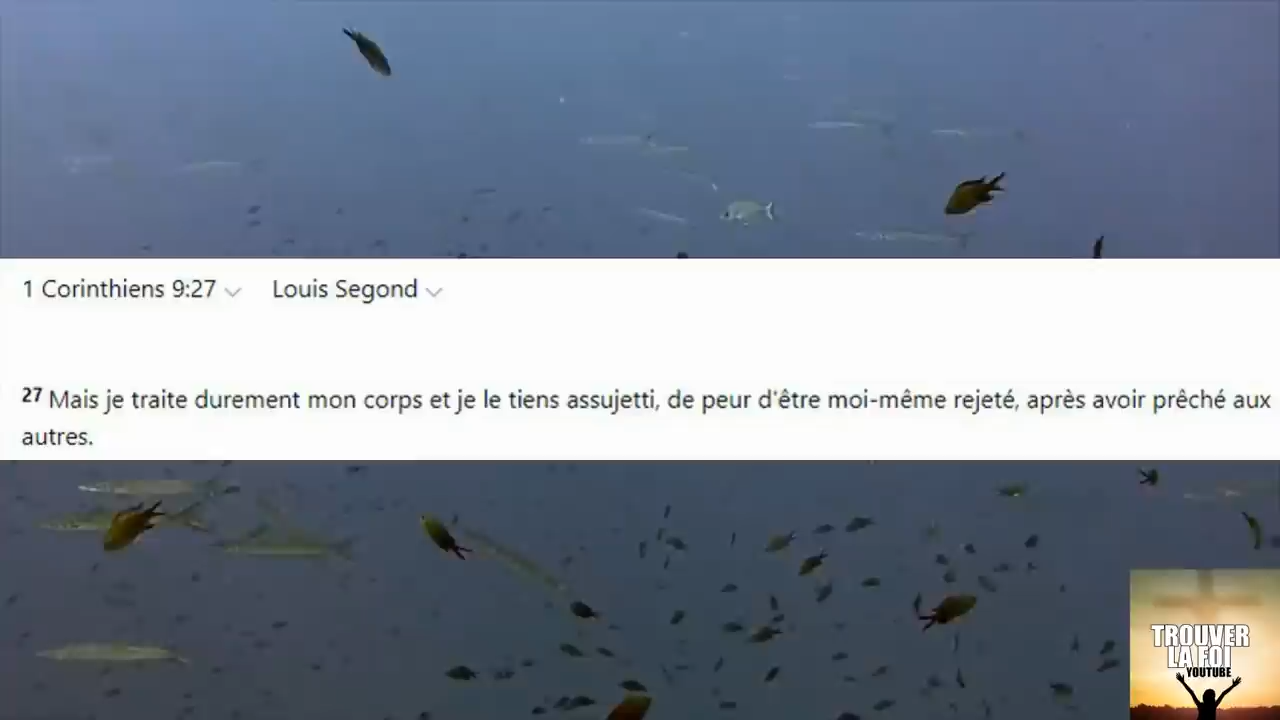 1 Corinthiens 9:27 Louis Segond
27 Mais je traite durement mon corps et je le tiens assujetti, de peur d'être moi-même rejeté, après avoir prêché aux
autres.
TROUVER
LA FOI
YOUTUBE